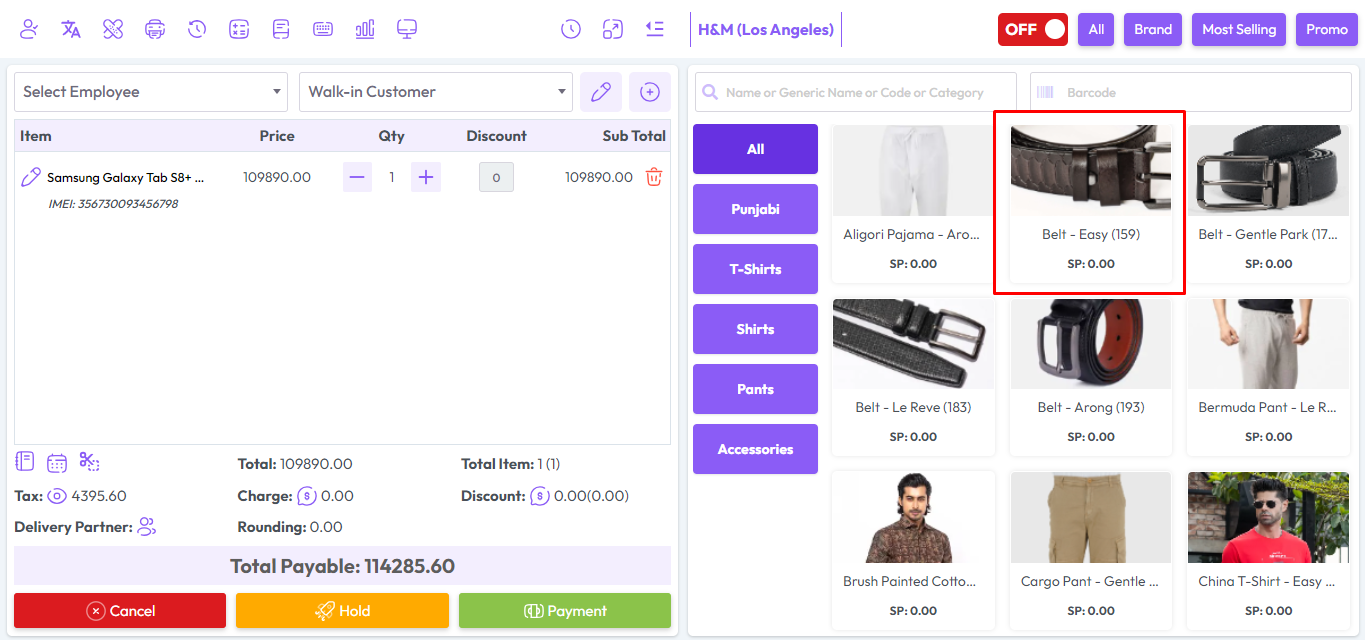 H&M (Los Angeles)
OFF
All
Brand
Most Selling
Promo
Select Employee
Walk-in Customer
Name or Generic Name or Code or Category
Barcode
Item Price Qty Discount Sub Total
Samsung Galaxy Tab S8+ ... 109890.00 1 0 109890.00
IMEI: 356730093456798
Total: 109890.00
Total Item: 1 (1)
Tax: 4395.60
Charge: 0.00
Discount: 0.00(0.00)
Delivery Partner:
Rounding: 0.00
Total Payable: 114285.60
Cancel
Hold
Payment
All
Punjabi
T-Shirts
Shirts
Pants
Accessories
Aligori Pajama - Aro...
SP: 0.00
Belt - Easy (159)
SP: 0.00
Belt - Gentle Park (17...
SP: 0.00
Belt - Le Reve (183)
SP: 0.00
Belt - Arong (193)
SP: 0.00
Bermuda Pant - Le R...
SP: 0.00
Brush Painted Cotto...
SP: 0.00
Cargo Pant - Gentle ...
SP: 0.00
China T-Shirt - Easy ...
SP: 0.00